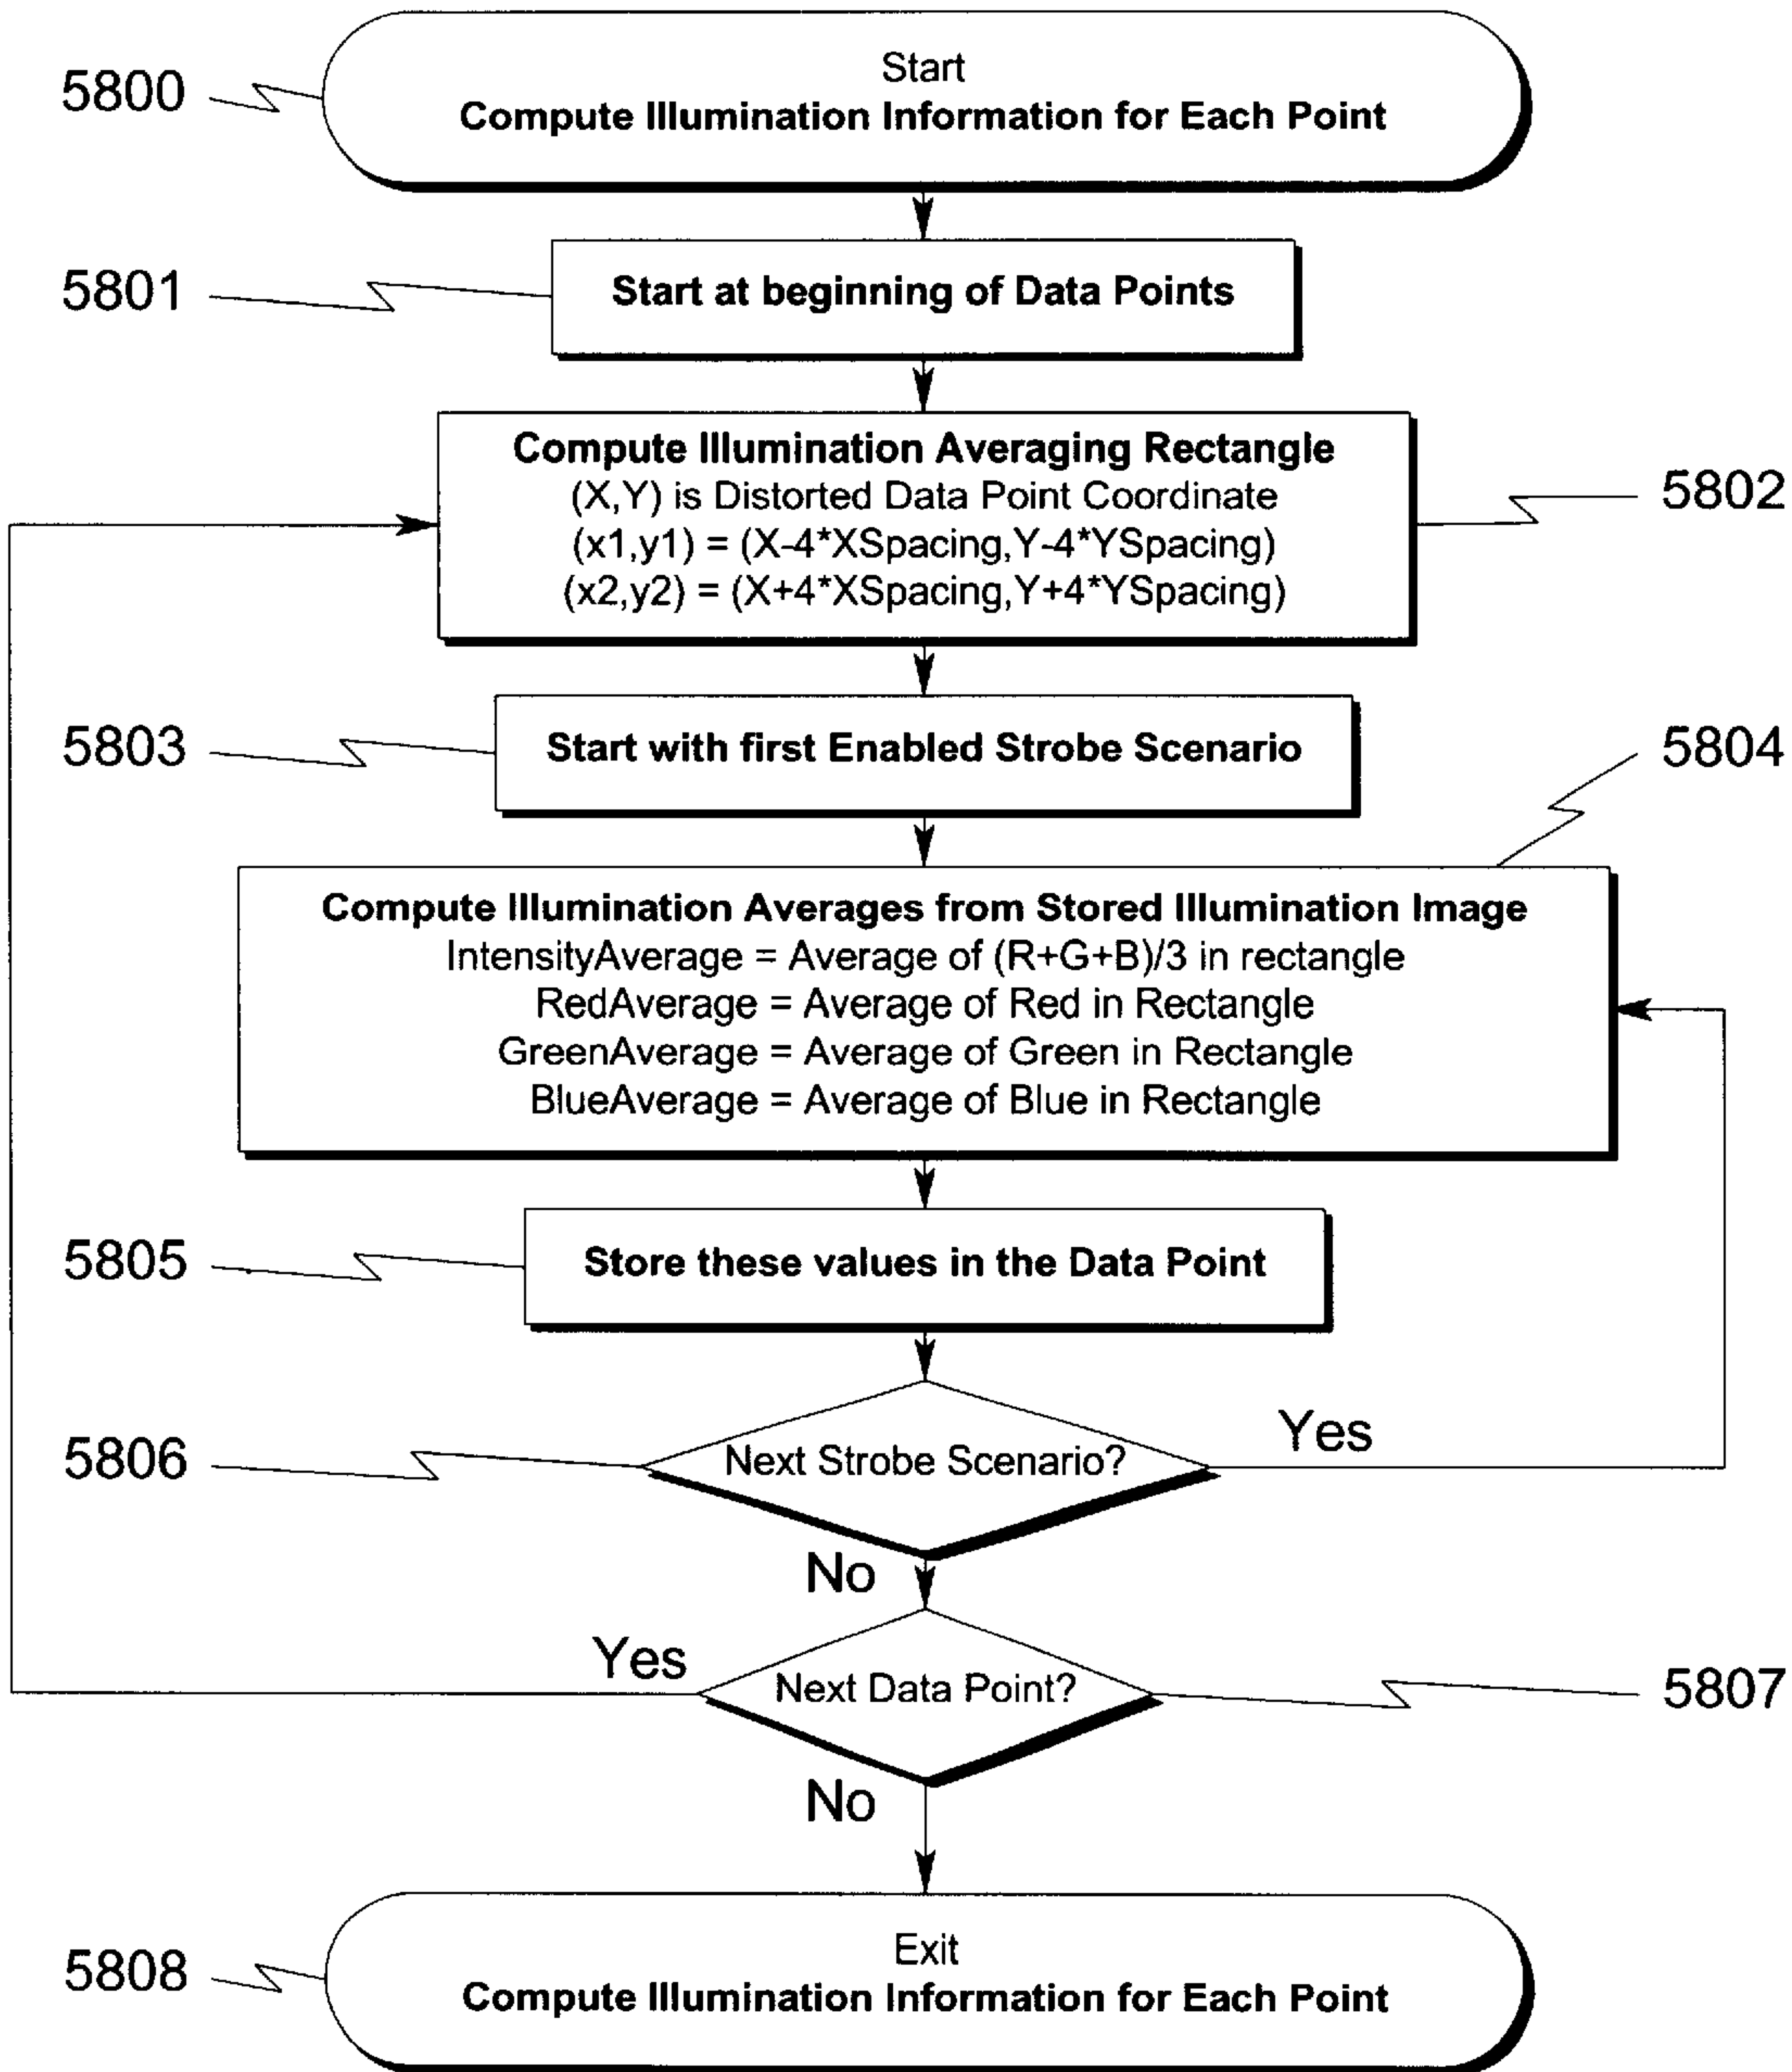 5800
Start
Compute Illumination Information for Each Point
5801
Start at beginning of Data Points
Compute Illumination Averaging Rectangle
(X,Y) is Distorted Data Point Coordinate
(x1,y1) = (X-4*XSpacing,Y-4*YSpacing)
(x2,y2) = (X+4*XSpacing,Y+4*YSpacing)
5802
5803
Start with first Enabled Strobe Scenario
5804
Compute Illumination Averages from Stored Illumination Image
IntensityAverage = Average of (R+G+B)/3 in rectangle
RedAverage = Average of Red in Rectangle
GreenAverage = Average of Green in Rectangle
BlueAverage = Average of Blue in Rectangle
5805
Store these values in the Data Point
5806
Next Strobe Scenario?
Yes
No
Yes
Next Data Point?
5807
No
5808
Exit
Compute Illumination Information for Each Point